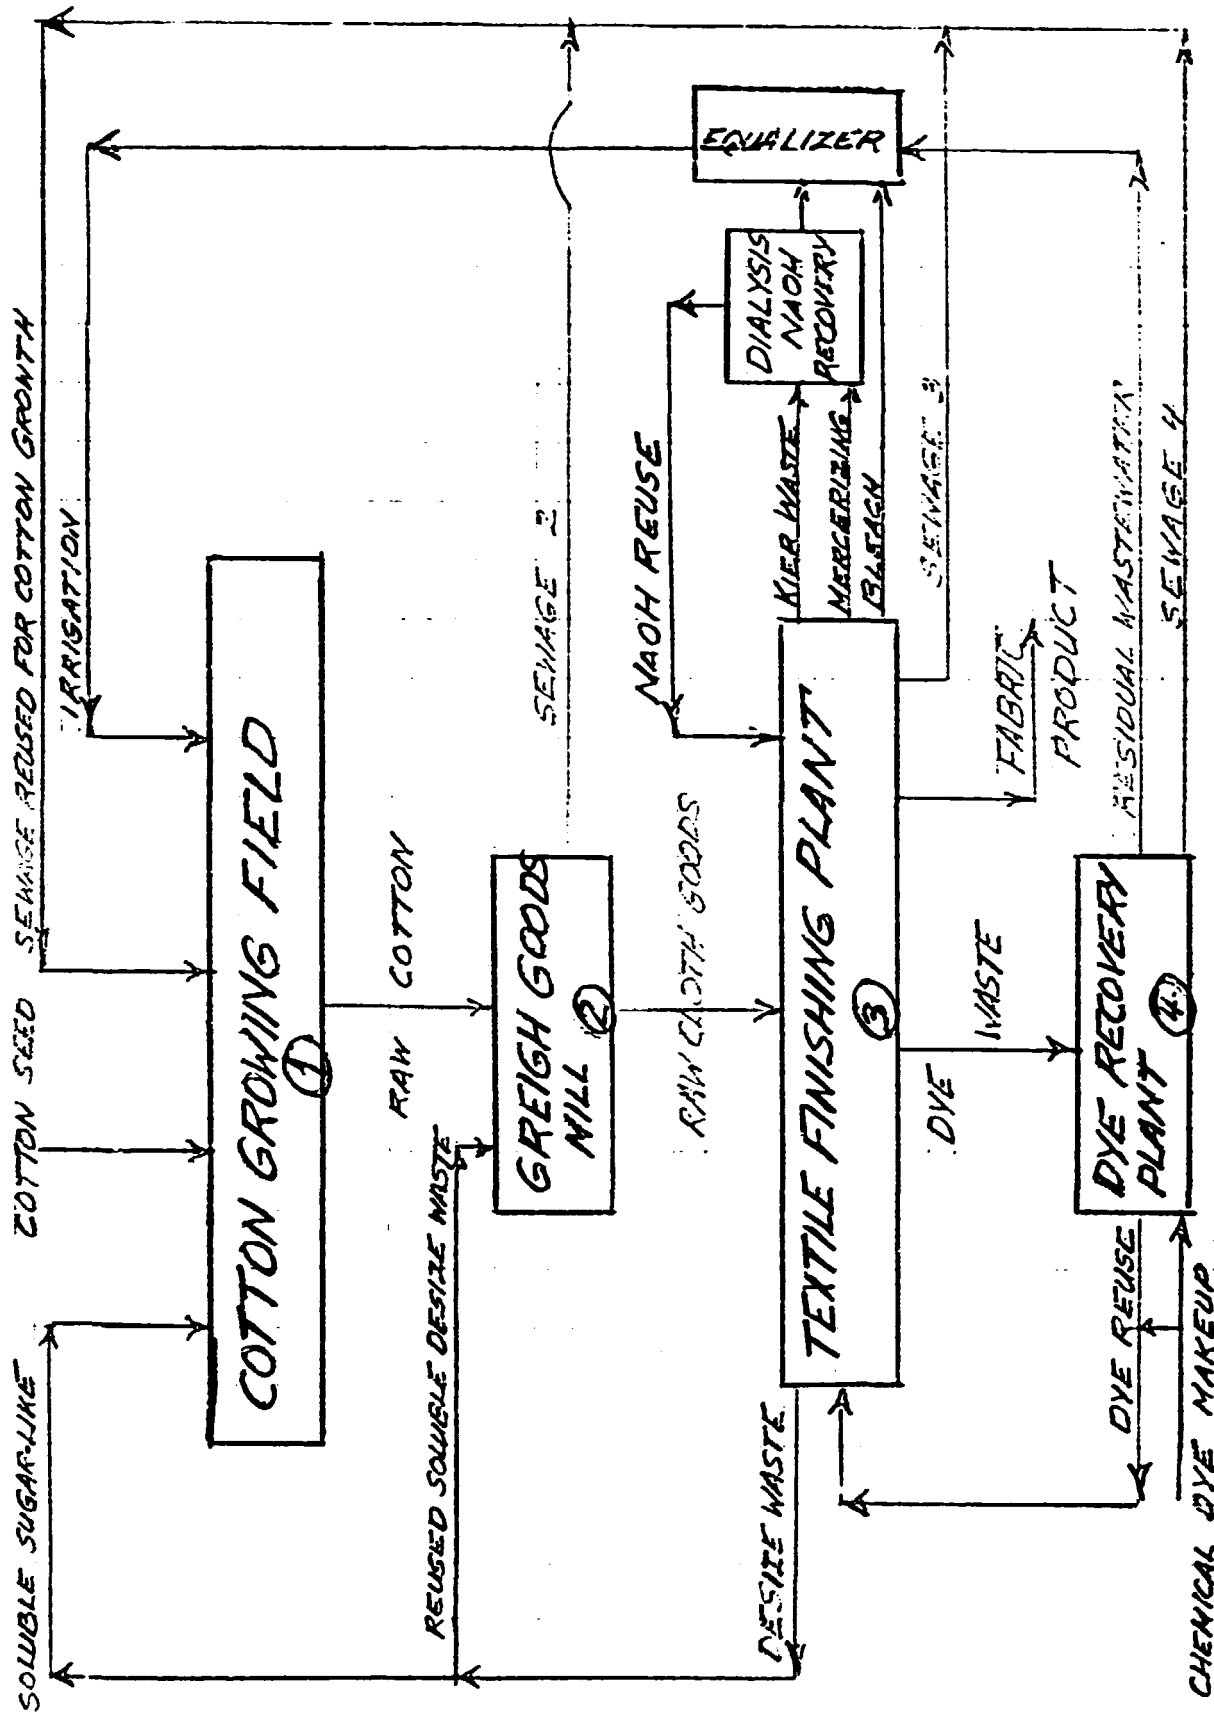 SOLUBLE SUGAR-LIKE
COTTON SEED
SEWAGE REUSED FOR COTTON GRONTH
IRRIGATION
COTTON GROWING FIELD
1
RAW COTTON
REUSED SOLUBLE DESIZE WASTE
GREIGH GOODS
MILL
2
SEWAGE 2
RAW CLOTH GOODS
NAOH REUSE
DIALYSIS
NAOH
RECOVERY
EQUALIZER
KIER WASTE
MERCERIZING
BLEACH
DESIZE WASTE
TEXTILE FINISHING PLANT
3
SEWAGE 3
DYE WASTE
FABRIC
PRODUCT
DYE REUSE
DYE RECOVERY
PLANT
4
RESIDUAL WASTEWATER
SEWAGE 4
CHEMICAL DYE MAKEUP